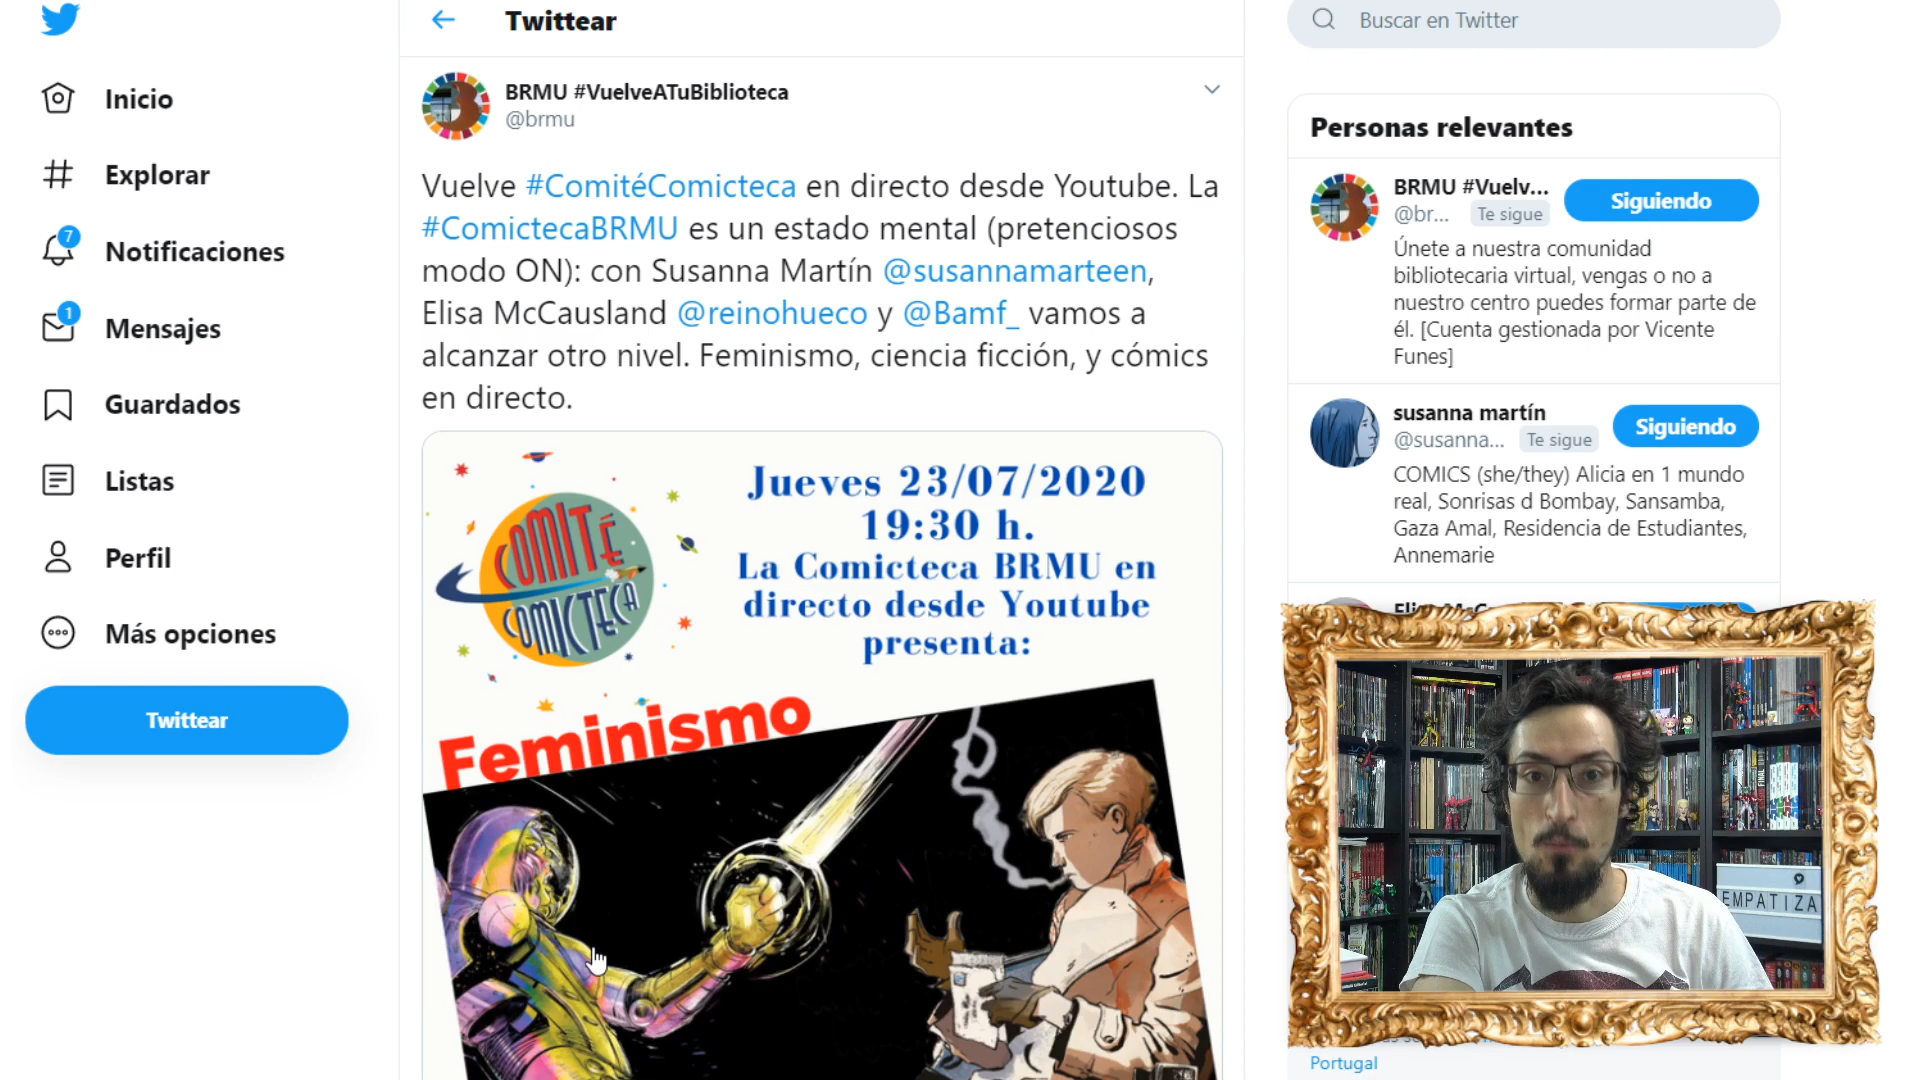 Twittear
Buscar en Twitter
Inicio
Explorar
7
Notificaciones
1
Mensajes
Guardados
Listas
Perfil
Más opciones
Twittear
BRMU #VuelveATuBiblioteca
@brmu
Vuelve #ComitéComicteca en directo desde Youtube. La
#ComictecaBRMU es un estado mental (pretenciosos
modo ON): con Susanna Martín @susannamarteen,
Elisa McCausland @reinohueco y @Bamf_ vamos a
alcanzar otro nivel. Feminismo, ciencia ficción, y cómics
en directo.
COMITÉ
COMICTECA
Jueves 23/07/2020
19:30 h.
La Comicteca BRMU en
directo desde Youtube
presenta:
Feminismo
Personas relevantes
BRMU #Vuelv...
Siguiendo
@br...
Te sigue
Únete a nuestra comunidad
bibliotecaria virtual, vengas o no a
nuestro centro puedes formar parte de
él. [Cuenta gestionada por Vicente
Funes]
susanna martín
Siguiendo
@susanna...
Te sigue
COMICS (she/they) Alicia en 1 mundo
real, Sonrisas d Bombay, Sansamba,
Gaza Amal, Residencia de Estudiantes,
Annemarie
EMPATIZA
Portugal